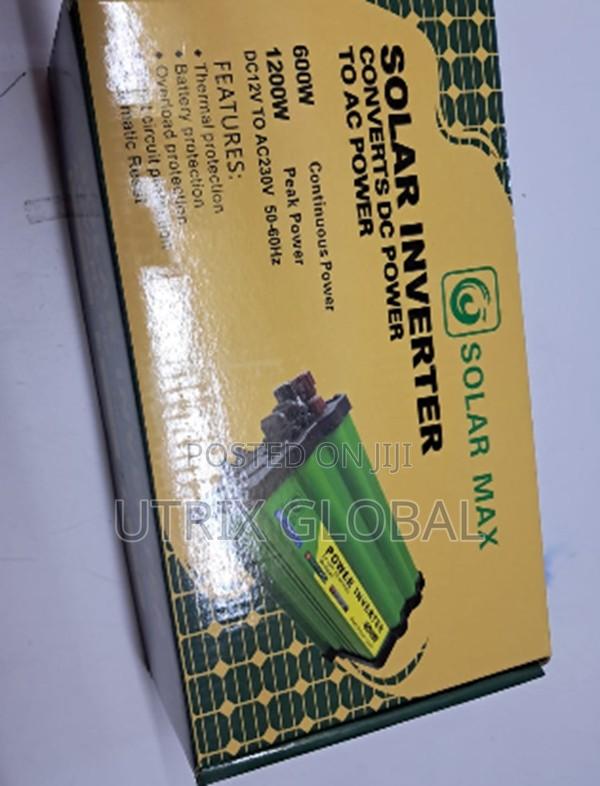 SOLAR MAX
SOLAR INVERTER
CONVERTS DC POWER
TO AC POWER
600W Continuous Power
1200W Peak Power
DC12V TO AC230V 50-60Hz
FEATURES:
• Thermal protection
• Battery protection
• Overload protection
circuit
POWER INVERTER
POSTED ON JIJI
UTRIX GLOBAL